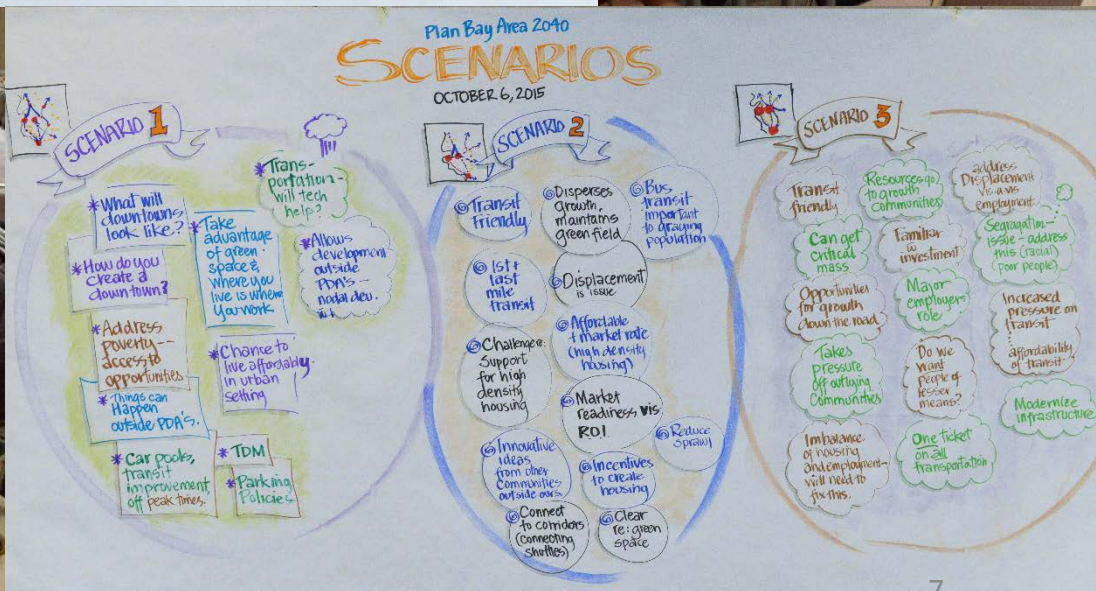 Plan Bay Area 2040
SCENARIOS
OCTOBER 6, 2015
SCENARIO 1
* What will
downtowns
look like?
* How do you
create a
downtown?
* Address
poverty--
access to
opportunities
* Things can
Happen
outside PDA's.
* Car pools,
transit
improvement,
off peak times.
* Trans-
portation-
will tech
help?
* Take
advantage
of green
space &
where you
live is where
you work
* Allows
development
outside
PDA's--
nodal dev.
* Chance to
live affordably
in urban
setting
* TDM
* Parking
Policies
SCENARIO 2
Transit
Friendly
1st +
last
mile
transit
Challenge re:
Support
for high
density
housing
Innovative
ideas
from other
Communities
outside ours.
Connect
to corridors
(connecting
shuttles)
Disperses
growth,
maintains
green field
Displacement
is issue
Affordable
+ market rate
(high density
housing)
Market
readiness vis
R.O.I.
Incentives
to create
housing
Clear
re: green
space
Bus
transit
important
to graying
population
Reduce
sprawl
SCENARIO 3
Transit
friendly
Can get
critical
mass
Opportunities
for growth
down the road
Takes
pressure
off outlying
Communities
Imbalance
of housing
and employment-
will need to
fix this.
Resources go
to growth
communities
Familiar
investment
Major
employers
role
Do we
want
people of
lesser
means?
One ticket
on all
transportation
address
Displacement
vis a vis
employment
Segregation-
issue - address
this (racial)
(poor people)
Increased
pressure on
transit-
affordability
of transit
Modernize
infrastructure
7